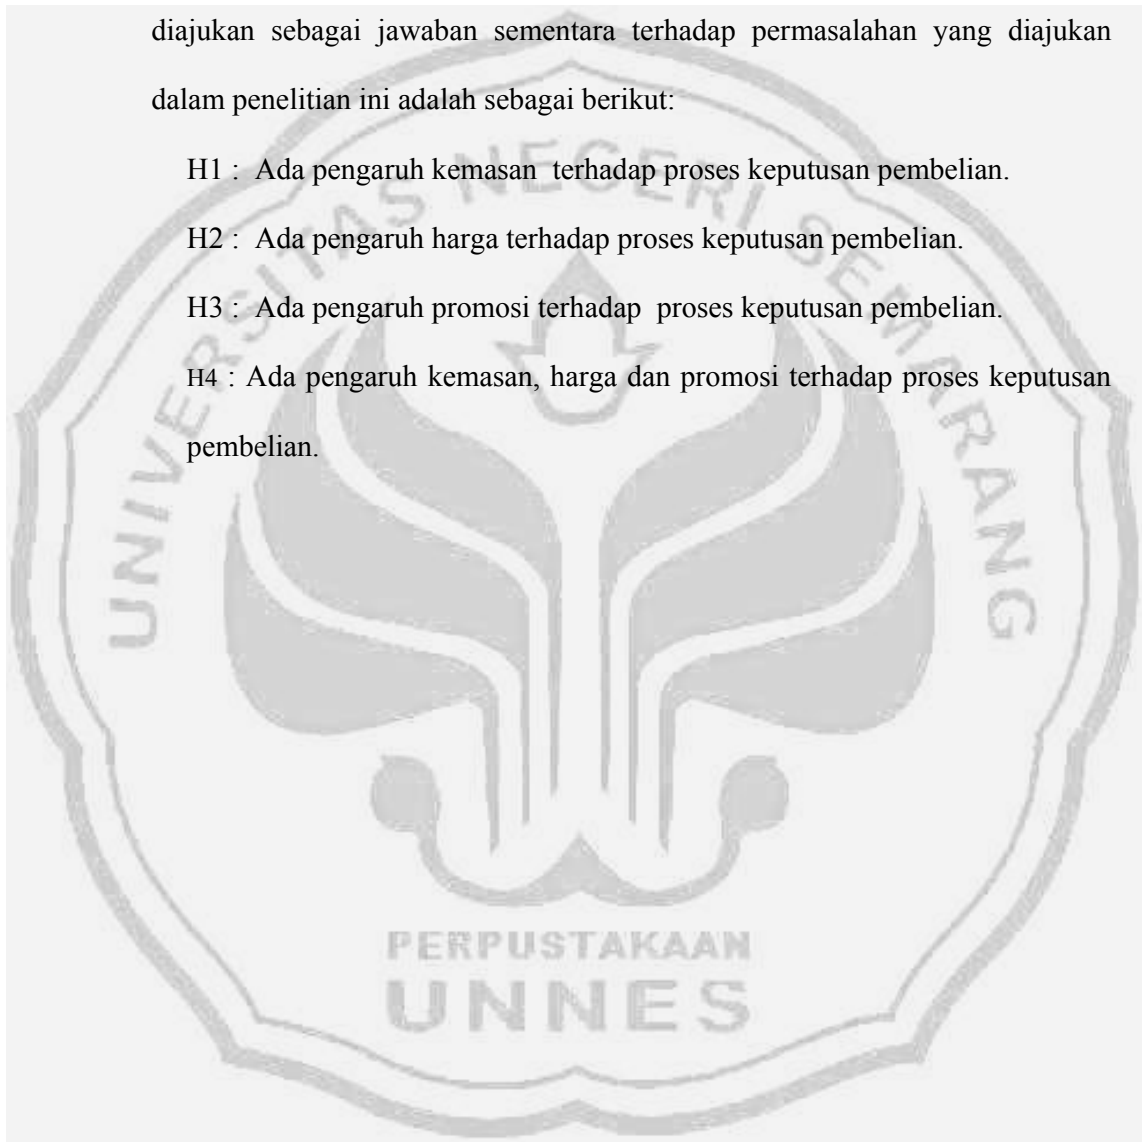 diajukan sebagai jawaban sementara terhadap permasalahan yang diajukan
dalam penelitian ini adalah sebagai berikut:
H1 : Ada pengaruh kemasan terhadap proses keputusan pembelian.
H2 : Ada pengaruh harga terhadap proses keputusan pembelian.
H3 : Ada pengaruh promosi terhadap proses keputusan pembelian.
H4 : Ada pengaruh kemasan, harga dan promosi terhadap proses keputusan
pembelian.
UNIVERSITAS NEGERI SEMARANG
PERPUSTAKAAN
UNNES